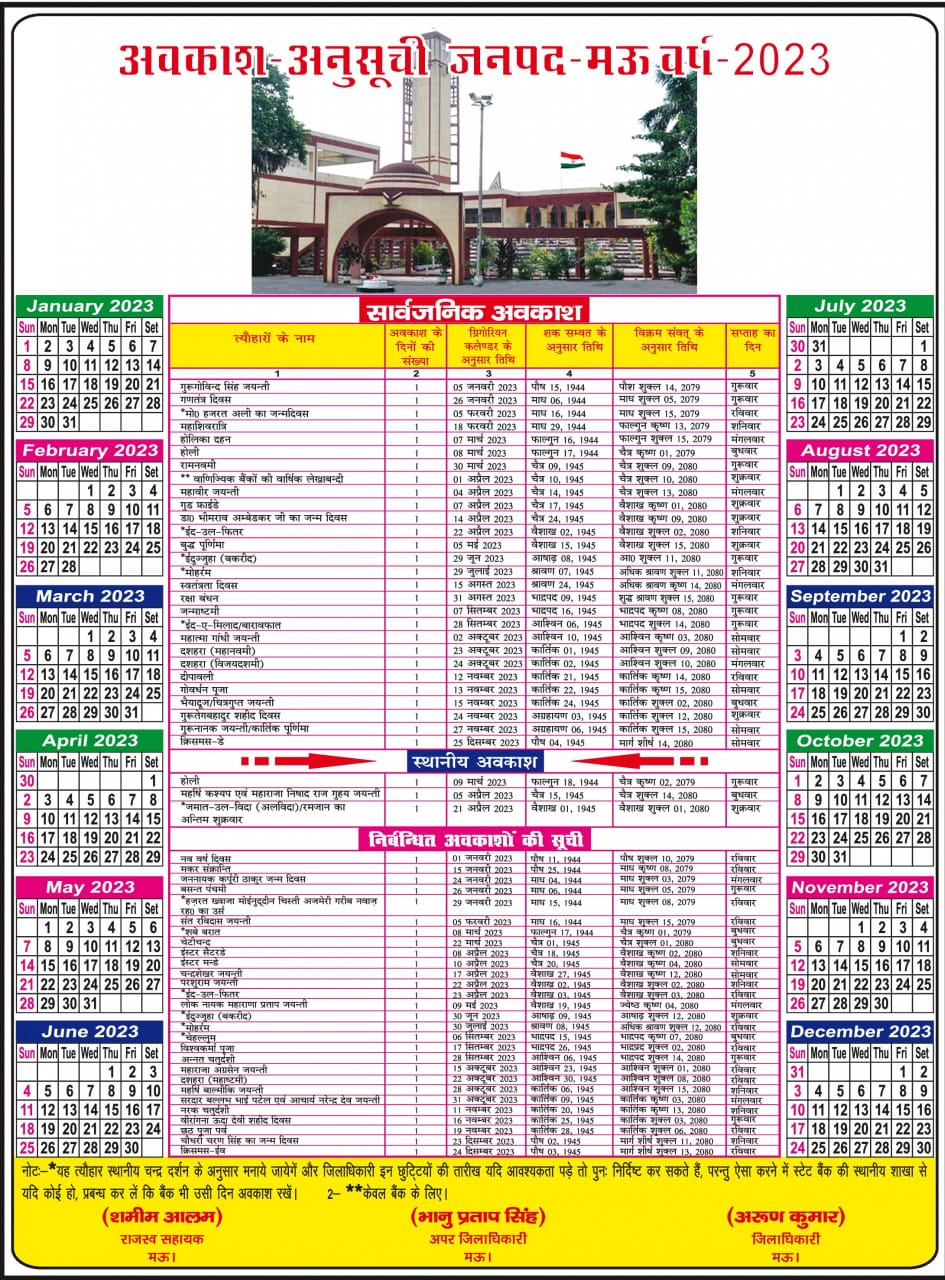 अवकाश-अनुसूची जनपद-मऊ वर्ष-2023
January 2023
Sun Mon Tue Wed Thu Fri Set
1 2 3 4 5 6 7
8 9 10 11 12 13 14
15 16 17 18 19 20 21
22 23 24 25 26 27 28
29 30 31
February 2023
Sun Mon Tue Wed Thu Fri Set
1 2 3 4
5 6 7 8 9 10 11
12 13 14 15 16 17 18
19 20 21 22 23 24 25
26 27 28
March 2023
Sun Mon Tue Wed Thu Fri Set
1 2 3 4
5 6 7 8 9 10 11
12 13 14 15 16 17 18
19 20 21 22 23 24 25
26 27 28 29 30 31
April 2023
Sun Mon Tue Wed Thu Fri Set
30 1
2 3 4 5 6 7 8
9 10 11 12 13 14 15
16 17 18 19 20 21 22
23 24 25 26 27 28 29
May 2023
Sun Mon Tue Wed Thu Fri Set
1 2 3 4 5 6
7 8 9 10 11 12 13
14 15 16 17 18 19 20
21 22 23 24 25 26 27
28 29 30 31
June 2023
Sun Mon Tue Wed Thu Fri Set
1 2 3
4 5 6 7 8 9 10
11 12 13 14 15 16 17
18 19 20 21 22 23 24
25 26 27 28 29 30
सार्वजनिक अवकाश
त्यौहारों के नाम अवकाश के दिनों की संख्या ग्रिगोरियन कलेण्डर के अनुसार तिथि शक सम्वत के अनुसार तिथि विक्रम संवत् के अनुसार तिथि सप्ताह का दिन
1 2 3 4 5
गुरूगोविन्द सिंह जयन्ती 1 05 जनवरी 2023 पौष 15, 1944 पौश शुक्ल 14, 2079 गुरूवार
गणतंत्र दिवस 1 26 जनवरी 2023 माघ 06, 1944 माघ शुक्ल 05, 2079 गुरूवार
*मो0 हजरत अली का जन्मदिवस 1 05 फरवरी 2023 माघ 16, 1944 माघ शुक्ल 15, 2079 रविवार
महाशिवरात्रि 1 18 फरवरी 2023 माघ 29, 1944 फाल्गुन कृष्ण 13, 2079 शनिवार
होलिका दहन 1 07 मार्च 2023 फाल्गुन 16, 1944 फाल्गुन शुक्ल 15, 2079 मंगलवार
होली 1 08 मार्च 2023 फाल्गुन 17, 1944 चैत्र कृष्ण 01, 2079 बुधवार
रामनवमी 1 30 मार्च 2023 चैत्र 09, 1945 चैत्र शुक्ल 09, 2080 गुरूवार
** वाणिज्यिक बैंकों की वार्षिक लेखाबन्दी 1 01 अप्रैल 2023 चैत्र 10, 1945 चैत्र शुक्ल 10, 2080 शुक्रवार
महावीर जयन्ती 1 04 अप्रैल 2023 चैत्र 14, 1945 चैत्र शुक्ल 13, 2080 मंगलवार
गुड फ्राईडे 1 07 अप्रैल 2023 चैत्र 17, 1945 वैशाख कृष्ण 01, 2080 शुक्रवार
डा0 भीमराव अम्बेडकर जी का जन्म दिवस 1 14 अप्रैल 2023 चैत्र 24, 1945 वैशाख कृष्ण 09, 2080 शुक्रवार
*ईद-उल-फितर 1 22 अप्रैल 2023 वैशाख 02, 1945 वैशाख शुक्ल 02, 2080 शनिवार
बुद्ध पूर्णिमा 1 05 मई 2023 वैशाख 15, 1945 वैशाख शुक्ल 15, 2080 शुक्रवार
*ईदुज्जुहा (बकरीद) 1 29 जून 2023 आषाढ़ 08, 1945 आ0 शुक्ल 11, 2080 गुरूवार
*मोहर्रम 1 29 जुलाई 2023 श्रावण 07, 1945 अधिक श्रावण शुक्ल 11, 2080 शनिवार
स्वतंत्रता दिवस 1 15 अगस्त 2023 श्रावण 24, 1945 अधिक श्रावण कृष्ण 14, 2080 मंगलवार
रक्षा बंधन 1 31 अगस्त 2023 भाद्रपद 09, 1945 शुद्ध श्रावण शुक्ल 15, 2080 गुरूवार
जन्माष्टमी 1 07 सितम्बर 2023 भाद्रपद 16, 1945 भाद्रपद कृष्ण 08, 2080 गुरूवार
*ईद-ए-मिलाद/बारावफात 1 28 सितम्बर 2023 आश्विन 06, 1945 भाद्रपद शुक्ल 14, 2080 गुरूवार
महात्मा गांधी जयन्ती 1 02 अक्टूबर 2023 आश्विन 10, 1945 आश्विन कृष्ण 03, 2080 सोमवार
दशहरा (महानवमी) 1 23 अक्टूबर 2023 कार्तिक 01, 1945 आश्विन शुक्ल 09, 2080 सोमवार
दशहरा (विजयदशमी) 1 24 अक्टूबर 2023 कार्तिक 02, 1945 आश्विन शुक्ल 10, 2080 मंगलवार
दीपावली 1 12 नवम्बर 2023 कार्तिक 21, 1945 कार्तिक कृष्ण 14, 2080 रविवार
गोवर्धन पूजा 1 13 नवम्बर 2023 कार्तिक 22, 1945 कार्तिक कृष्ण 15, 2080 सोमवार
भैयादूज/चित्रगुप्त जयन्ती 1 15 नवम्बर 2023 कार्तिक 24, 1945 कार्तिक शुक्ल 02, 2080 बुधवार
गुरूतेगबहादुर शहीद दिवस 1 24 नवम्बर 2023 अग्रहायण 03, 1945 कार्तिक शुक्ल 12, 2080 शुक्रवार
गुरूनानक जयन्ती/कार्तिक पूर्णिमा 1 27 नवम्बर 2023 अग्रहायण 06, 1945 कार्तिक शुक्ल 15, 2080 सोमवार
क्रिसमस-डे 1 25 दिसम्बर 2023 पौष 04, 1945 मार्ग शीर्ष 14, 2080 सोमवार
स्थानीय अवकाश
होली 1 09 मार्च 2023 फाल्गुन 18, 1944 चैत्र कृष्ण 02, 2079 गुरूवार
महर्षि कश्यप एवं महाराजा निषाद राज गुहय जयन्ती 1 05 अप्रैल 2023 चैत्र 15, 1945 चैत्र शुक्ल 14, 2080 बुधवार
*जमात-उल-विदा (अलविदा)/रमजान का 1 21 अप्रैल 2023 वैशाख 01, 1945 वैशाख शुक्ल 01, 2080 शुक्रवार
अन्तिम शुक्रवार
निर्बन्धित अवकाशों की सूची
नव वर्ष दिवस 1 01 जनवरी 2023 पौष 11, 1944 पौष शुक्ल 10, 2079 रविवार
मकर संक्रान्ति 1 15 जनवरी 2023 पौष 25, 1944 माघ कृष्ण 08, 2079 रविवार
जननायक कर्पूरी ठाकुर जन्म दिवस 1 24 जनवरी 2023 माघ 04, 1944 माघ शुक्ल 03, 2079 मंगलवार
बसन्त पंचमी 1 26 जनवरी 2023 माघ 06, 1944 माघ शुक्ल 05, 2079 गुरूवार
*हजरत ख्वाजा मोईनुद्दीन चिस्ती अजमेरी गरीब नवाज़ 1 29 जनवरी 2023 माघ 15, 1944 माघ शुक्ल 08, 2079 रविवार
रह0 का उर्स
संत रविदास जयन्ती 1 05 फरवरी 2023 माघ 16, 1944 माघ शुक्ल 15, 2079 रविवार
*शबे बरात 1 08 मार्च 2023 फाल्गुन 17, 1944 चैत्र कृष्ण 01, 2079 बुधवार
चेटीचन्द 1 22 मार्च 2023 चैत्र 01, 1945 चैत्र शुक्ल 01, 2080 बुधवार
ईस्टर सैटरडे 1 08 अप्रैल 2023 चैत्र 18, 1945 वैशाख कृष्ण 02, 2080 शनिवार
ईस्टर मन्डे 1 10 अप्रैल 2023 चैत्र 20, 1945 वैशाख कृष्ण 04, 2080 सोमवार
चन्द्रशेखर जयन्ती 1 17 अप्रैल 2023 वैशाख 27, 1945 वैशाख कृष्ण 12, 2080 सोमवार
परशुराम जयन्ती 1 22 अप्रैल 2023 वैशाख 02, 1945 वैशाख शुक्ल 02, 2080 शनिवार
*ईद-उल-फितर 1 23 अप्रैल 2023 वैशाख 03, 1945 वैशाख शुक्ल 03, 2080 रविवार
लोक नायक महाराणा प्रताप जयन्ती 1 09 मई 2023 वैशाख 19, 1945 ज्येष्ठ कृष्ण 04, 2080 मंगलवार
*ईदुज्जुहा (बकरीद) 1 30 जून 2023 आषाढ़ 09, 1945 आषाढ़ शुक्ल 12, 2080 शुक्रवार
*मोहर्रम 1 30 जुलाई 2023 श्रावण 08, 1945 अधिक श्रावण शुक्ल 12, 2080 रविवार
*चेहल्लुम 1 06 सितम्बर 2023 भाद्रपद 15, 1945 भाद्रपद कृष्ण 07, 2080 बुधवार
विश्वकर्मा पूजा 1 17 सितम्बर 2023 भाद्रपद 26, 1945 भाद्रपद शुक्ल 02, 2080 रविवार
अन्नत चतुर्दशी 1 28 सितम्बर 2023 आश्विन 06, 1945 भाद्रपद शुक्ल 14, 2080 गुरूवार
महाराजा अग्रसेन जयन्ती 1 15 अक्टूबर 2023 आश्विन 23, 1945 आश्विन शुक्ल 01, 2080 रविवार
दशहरा (महाष्टमी) 1 22 अक्टूबर 2023 आश्विन 30, 1945 आश्विन शुक्ल 08, 2080 रविवार
महर्षि बाल्मीकि जयन्ती 1 28 अक्टूबर 2023 कार्तिक 06, 1945 आश्विन शुक्ल 15, 2080 शनिवार
सरदार बल्लभ भाई पटेल एवं आचार्य नरेन्द्र देव जयन्ती 1 31 अक्टूबर 2023 कार्तिक 09, 1945 कार्तिक कृष्ण 03, 2080 मंगलवार
नरक चतुर्दशी 1 11 नवम्बर 2023 कार्तिक 20, 1945 कार्तिक कृष्ण 13, 2080 शनिवार
वीरांगना ऊदा देवी शहीद दिवस 1 16 नवम्बर 2023 कार्तिक 25, 1945 कार्तिक शुक्ल 03, 2080 गुरूवार
छठ पूजा पर्व 1 19 नवम्बर 2023 कार्तिक 28, 1945 कार्तिक शुक्ल 06, 2080 रविवार
चौधरी चरण सिंह का जन्म दिवस 1 23 दिसम्बर 2023 पौष 02, 1945 मार्ग शीर्ष शुक्ल 11, 2080 शनिवार
क्रिसमस-ईव 1 24 दिसम्बर 2023 पौष 03, 1945 मार्ग शीर्ष शुक्ल 13, 2080 रविवार
July 2023
Sun Mon Tue Wed Thu Fri Set
30 31 1
2 3 4 5 6 7 8
9 10 11 12 13 14 15
16 17 18 19 20 21 22
23 24 25 26 27 28 29
August 2023
Sun Mon Tue Wed Thu Fri Set
1 2 3 4 5
6 7 8 9 10 11 12
13 14 15 16 17 18 19
20 21 22 23 24 25 26
27 28 29 30 31
September 2023
Sun Mon Tue Wed Thu Fri Set
1 2
3 4 5 6 7 8 9
10 11 12 13 14 15 16
17 18 19 20 21 22 23
24 25 26 27 28 29 30
October 2023
Sun Mon Tue Wed Thu Fri Set
1 2 3 4 5 6 7
8 9 10 11 12 13 14
15 16 17 18 19 20 21
22 23 24 25 26 27 28
29 30 31
November 2023
Sun Mon Tue Wed Thu Fri Set
1 2 3 4
5 6 7 8 9 10 11
12 13 14 15 16 17 18
19 20 21 22 23 24 25
26 27 28 29 30
December 2023
Sun Mon Tue Wed Thu Fri Set
31 1 2
3 4 5 6 7 8 9
10 11 12 13 14 15 16
17 18 19 20 21 22 23
24 25 26 27 28 29 30
नोटः-*यह त्यौहार स्थानीय चन्द्र दर्शन के अनुसार मनाये जायेगें और जिलाधिकारी इन छुट्टियों की तारीख यदि आवश्यकता पड़े तो पुनः निर्दिष्ट कर सकते हैं, परन्तु ऐसा करने में स्टेट बैंक की स्थानीय शाखा से
यदि कोई हो, प्रबन्ध कर लें कि बैंक भी उसी दिन अवकाश रखें। 2- **केवल बैंक के लिए।
(शमीम आलम) (भानु प्रताप सिंह) (अरूण कुमार)
राजस्व सहायक अपर जिलाधिकारी जिलाधिकारी
मऊ। मऊ। मऊ।